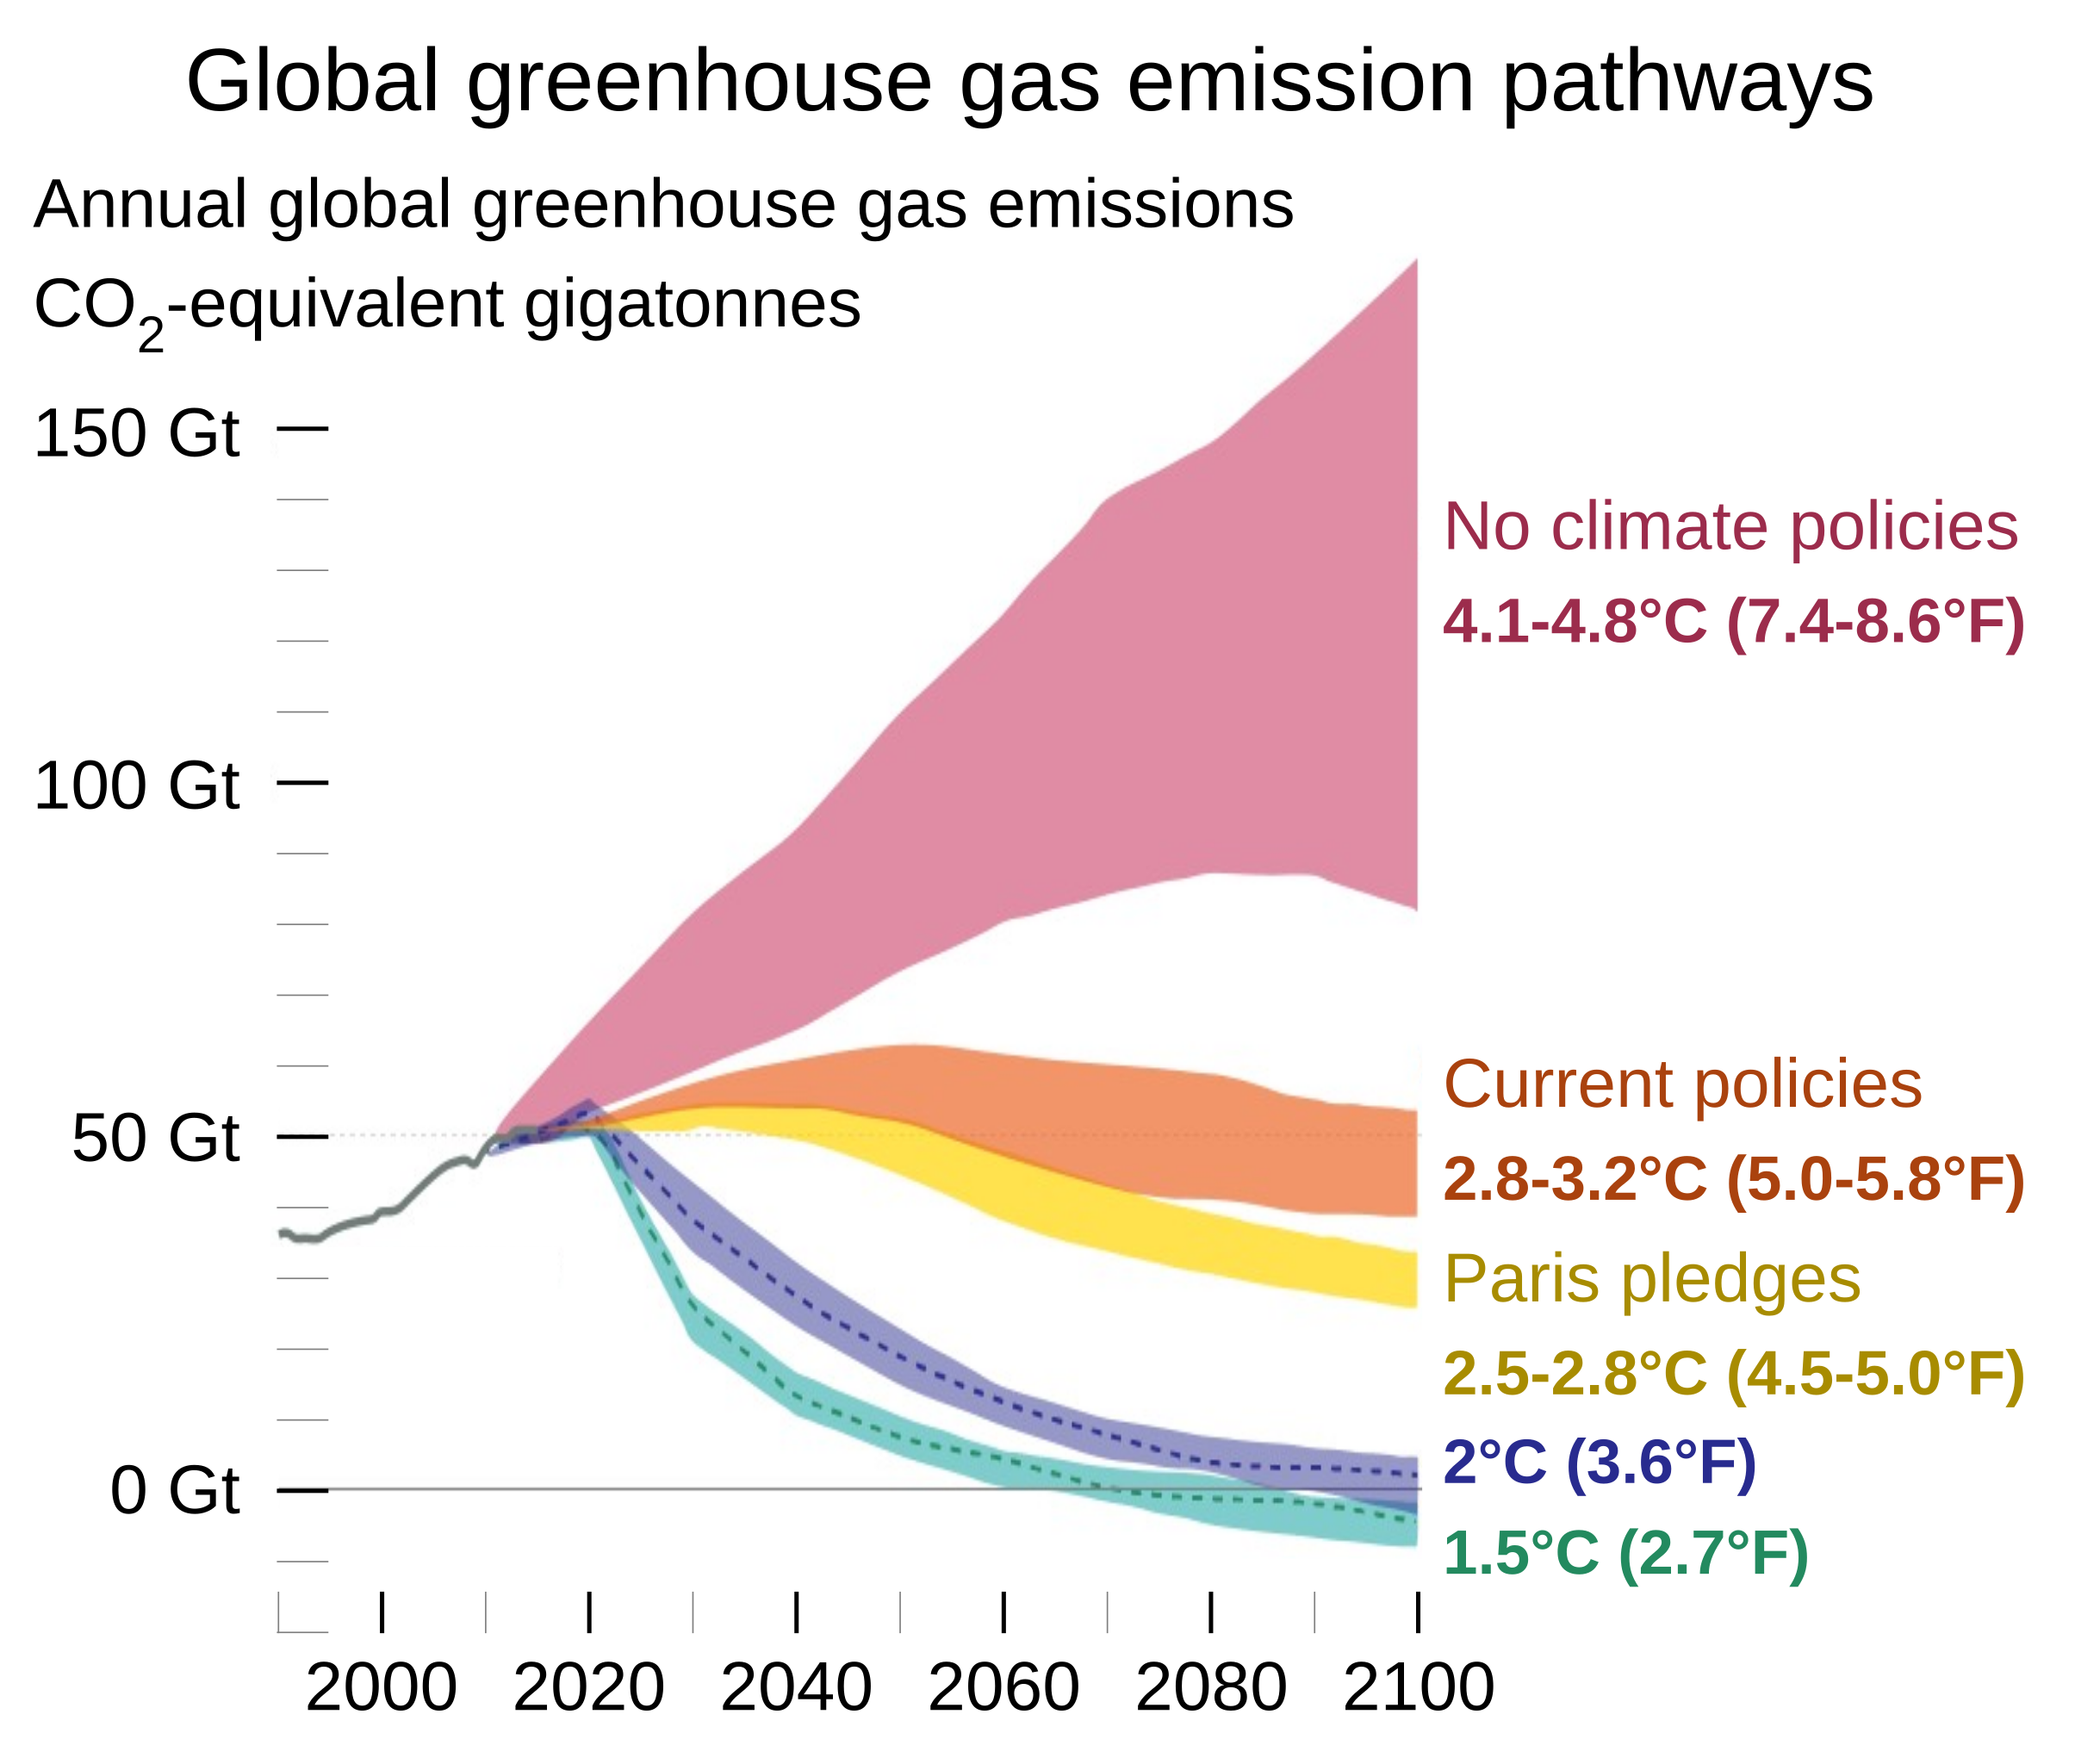 Global greenhouse gas emission pathways
Annual global greenhouse gas emissions
CO₂-equivalent gigatonnes
150 Gt
100 Gt
50 Gt
0 Gt
No climate policies
4.1-4.8°C (7.4-8.6°F)
Current policies
2.8-3.2°C (5.0-5.8°F)
Paris pledges
2.5-2.8°C (4.5-5.0°F)
2°C (3.6°F)
1.5°C (2.7°F)
2000 2020 2040 2060 2080 2100